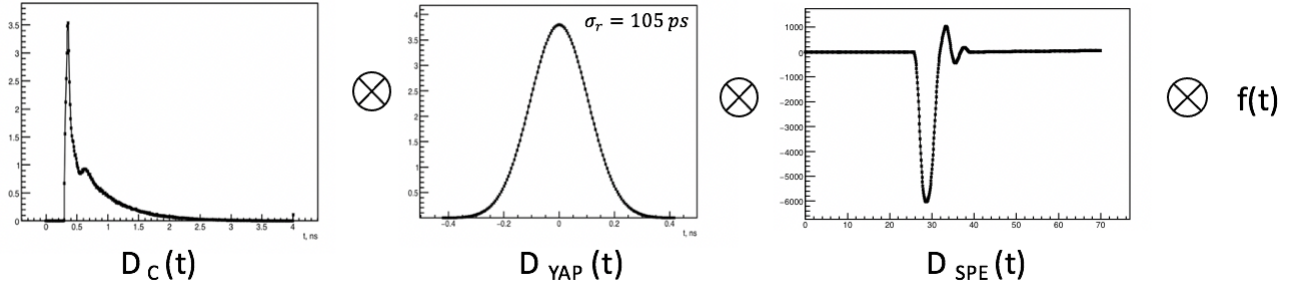 3.5
3
2.5
2
1.5
1
0.5
0
0 0.5 1 1.5 2 2.5 3 3.5 4
t, ns
D C (t)
⊗
σr = 105 ps
4
3.5
3
2.5
2
1.5
1
0.5
−0.4 −0.2 0 0.2 0.4
t, ns
D YAP (t)
⊗
1000
0
−1000
−2000
−3000
−4000
−5000
−6000
0 10 20 30 40 50 60 70
D SPE (t)
⊗ f(t)